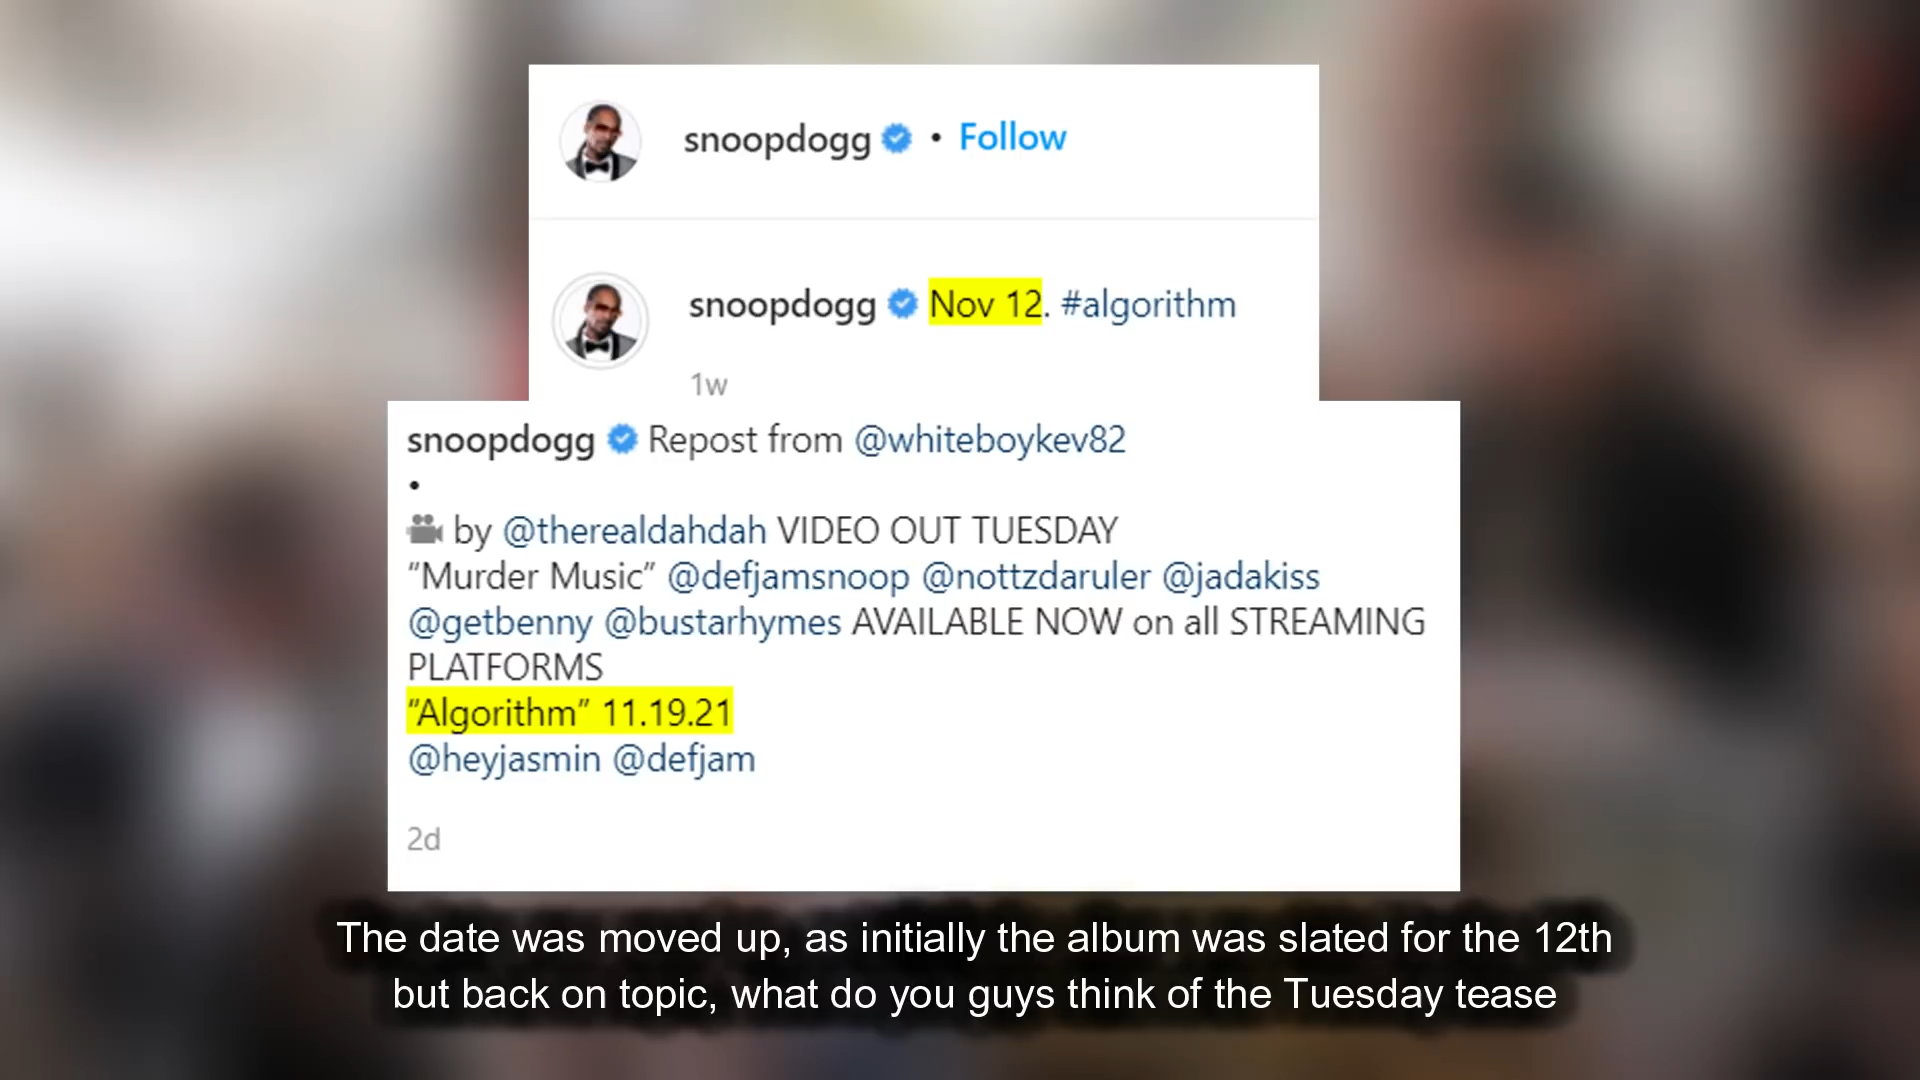 snoopdogg • Follow
snoopdogg Nov 12. #algorithm
1w
snoopdogg Repost from @whiteboykev82
•
by @therealdahdah VIDEO OUT TUESDAY
“Murder Music” @defjamsnoop @nottzdaruler @jadakiss
@getbenny @bustarhymes AVAILABLE NOW on all STREAMING
PLATFORMS
“Algorithm” 11.19.21
@heyjasmin @defjam
2d
The date was moved up, as initially the album was slated for the 12th
but back on topic, what do you guys think of the Tuesday tease